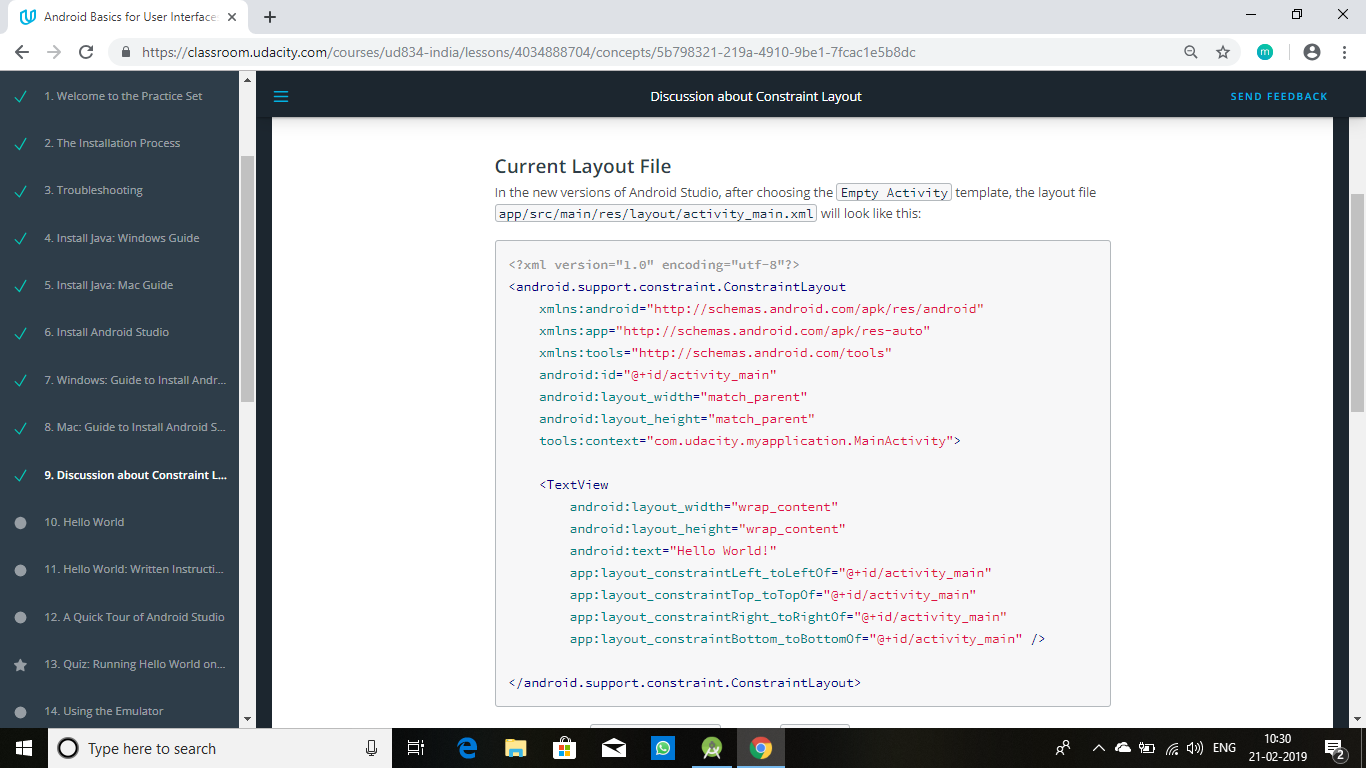 Android Basics for User Interface
https://classroom.udacity.com/courses/ud834-india/lessons/4034888704/concepts/5b798321-219a-4910-9be1-7fcac1e5b8dc
m
1. Welcome to the Practice Set
2. The Installation Process
3. Troubleshooting
4. Install Java: Windows Guide
5. Install Java: Mac Guide
6. Install Android Studio
7. Windows: Guide to Install Andr...
8. Mac: Guide to Install Android S...
9. Discussion about Constraint L...
10. Hello World
11. Hello World: Written Instructi...
12. A Quick Tour of Android Studio
13. Quiz: Running Hello World on...
14. Using the Emulator
Discussion about Constraint Layout
SEND FEEDBACK
Current Layout File
In the new versions of Android Studio, after choosing the Empty Activity template, the layout file
app/src/main/res/layout/activity_main.xml will look like this:
<?xml version="1.0" encoding="utf-8"?>
<android.support.constraint.ConstraintLayout
xmlns:android="http://schemas.android.com/apk/res/android"
xmlns:app="http://schemas.android.com/apk/res-auto"
xmlns:tools="http://schemas.android.com/tools"
android:id="@+id/activity_main"
android:layout_width="match_parent"
android:layout_height="match_parent"
tools:context="com.udacity.myapplication.MainActivity">
<TextView
android:layout_width="wrap_content"
android:layout_height="wrap_content"
android:text="Hello World!"
app:layout_constraintLeft_toLeftOf="@+id/activity_main"
app:layout_constraintTop_toTopOf="@+id/activity_main"
app:layout_constraintRight_toRightOf="@+id/activity_main"
app:layout_constraintBottom_toBottomOf="@+id/activity_main" />
</android.support.constraint.ConstraintLayout>
Type here to search
ENG
10:30
21-02-2019
2